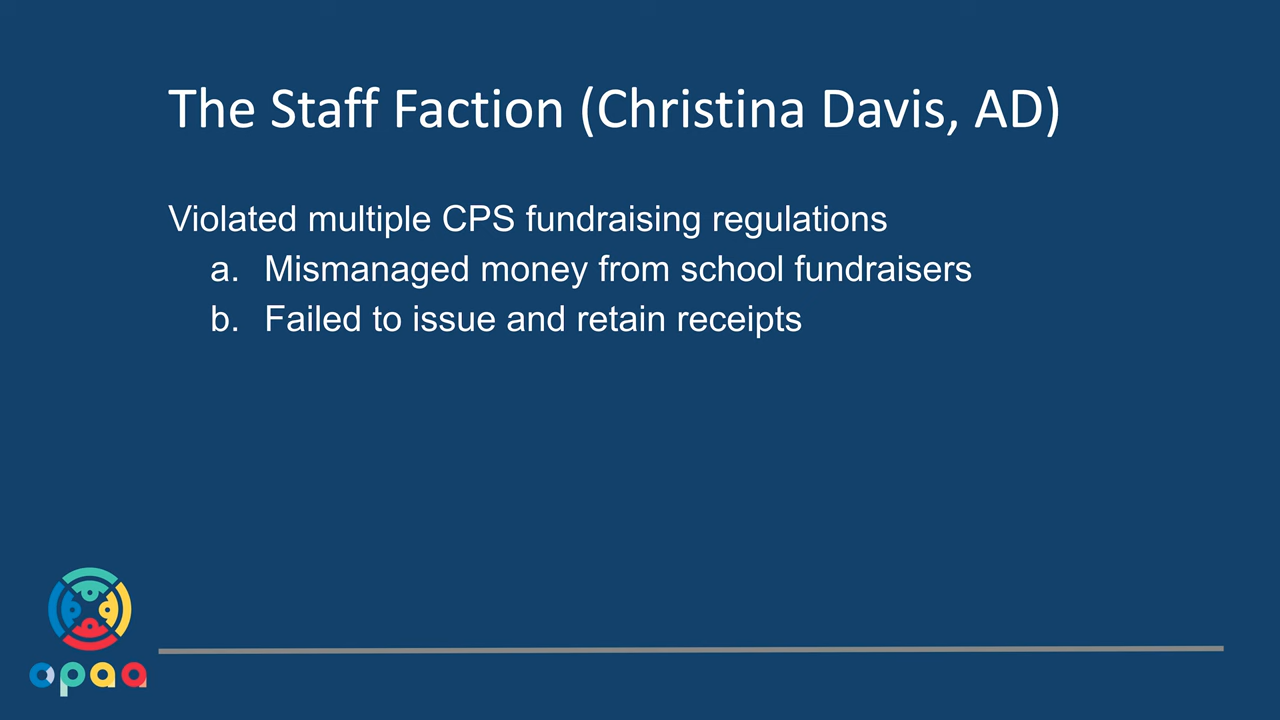 The Staff Faction (Christina Davis, AD)
Violated multiple CPS fundraising regulations
a. Mismanaged money from school fundraisers
b. Failed to issue and retain receipts
opaa